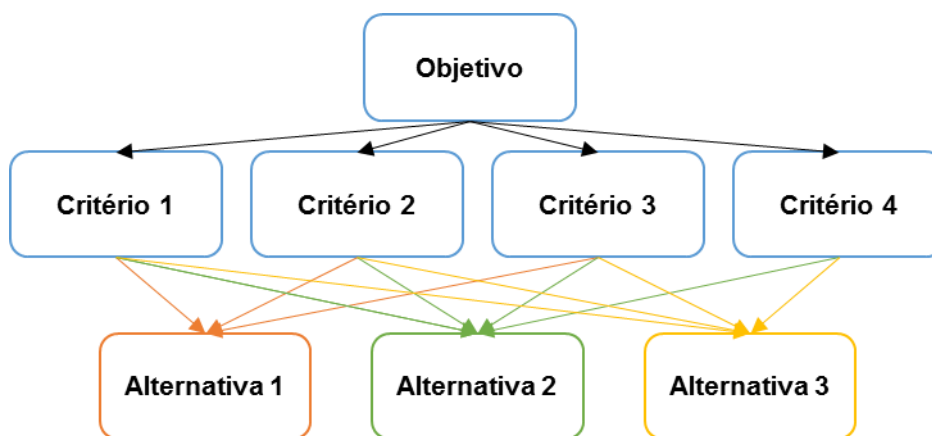 Objetivo
Critério 1
Critério 2
Critério 3
Critério 4
Alternativa 1
Alternativa 2
Alternativa 3